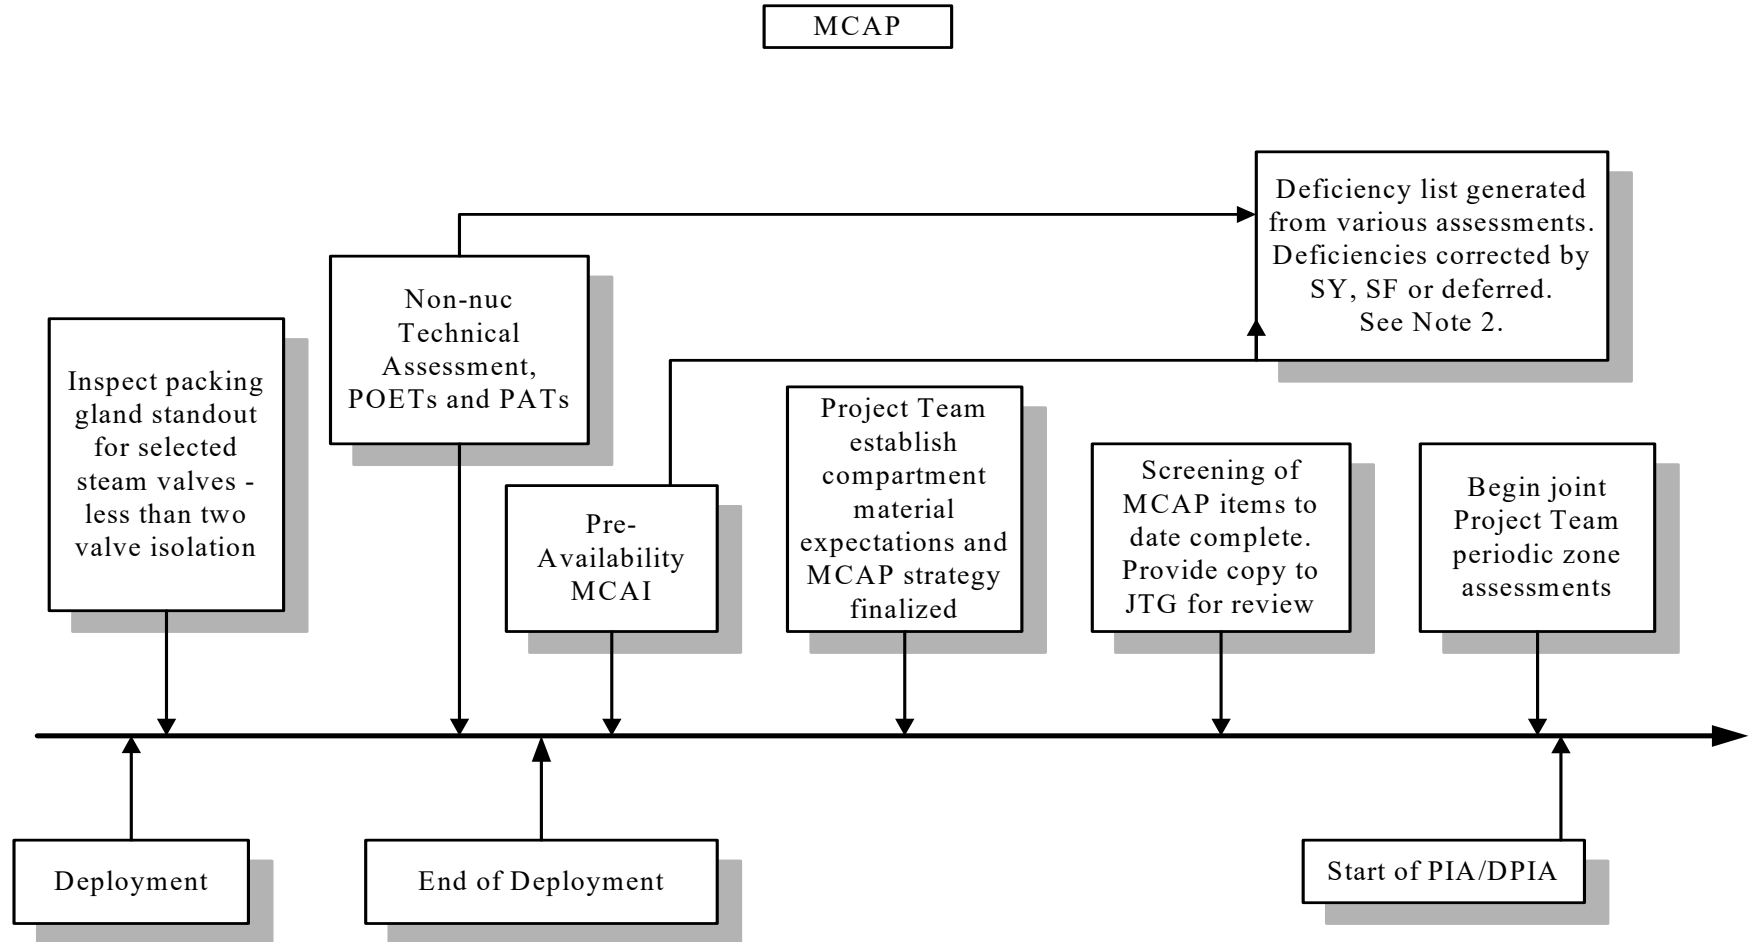 MCAP
Deficiency list generated
from various assessments.
Deficiencies corrected by
SY, SF or deferred.
See Note 2.
Non-nuc
Technical
Assessment,
POETs and PATs
Inspect packing
gland standout
for selected
steam valves -
less than two
valve isolation
Pre-
Availability
MCAI
Project Team
establish
compartment
material
expectations and
MCAP strategy
finalized
Screening of
MCAP items to
date complete.
Provide copy to
JTG for review
Begin joint
Project Team
periodic zone
assessments
Deployment
End of Deployment
Start of PIA/DPIA